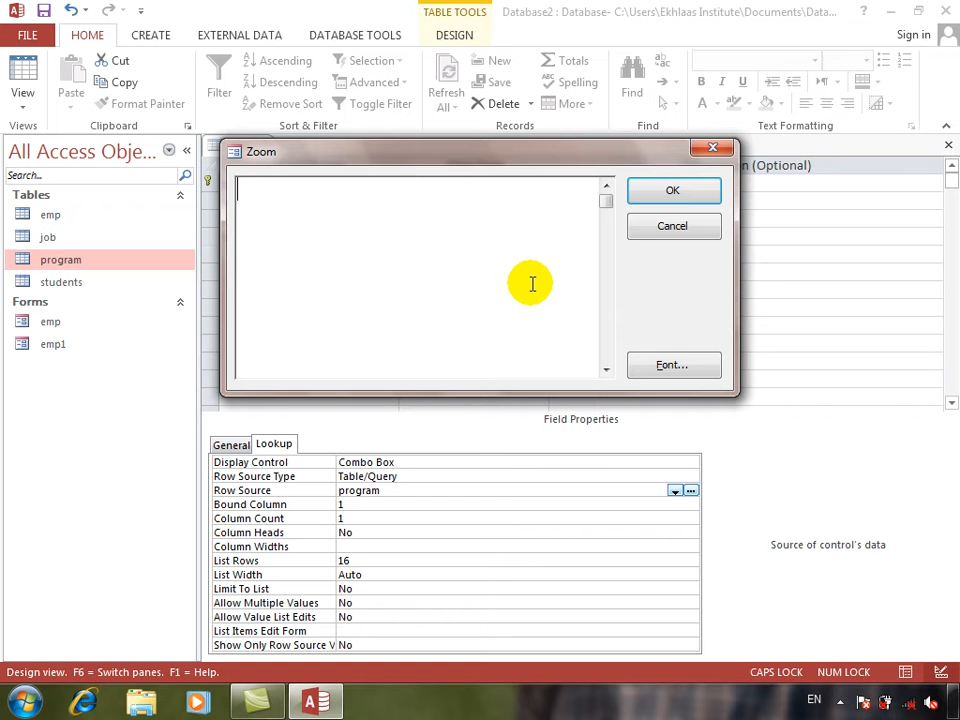 TABLE TOOLS
Database2 : Database- C:\Users\Ekhlaas Institute\Documents\Data...
FILE
HOME
CREATE
EXTERNAL DATA
DATABASE TOOLS
DESIGN
Sign in
View
Paste
Cut
Copy
Format Painter
Filter
Ascending
Descending
Remove Sort
Selection
Advanced
Toggle Filter
Refresh
All
New
Save
Delete
Totals
Spelling
More
Find
B I U
Views
Clipboard
Sort & Filter
Records
Find
Text Formatting
All Access Obje...
Search...
Tables
emp
job
program
students
Forms
emp
emp1
Zoom
OK
Cancel
Font...
n (Optional)
Field Properties
General
Lookup
Display Control Combo Box
Row Source Type Table/Query
Row Source program
Bound Column 1
Column Count 1
Column Heads No
Column Widths
List Rows 16
List Width Auto
Limit To List No
Allow Multiple Values No
Allow Value List Edits No
List Items Edit Form
Show Only Row Source V No
Source of control's data
Design view. F6 = Switch panes. F1 = Help.
CAPS LOCK
NUM LOCK
EN
7:04 PM